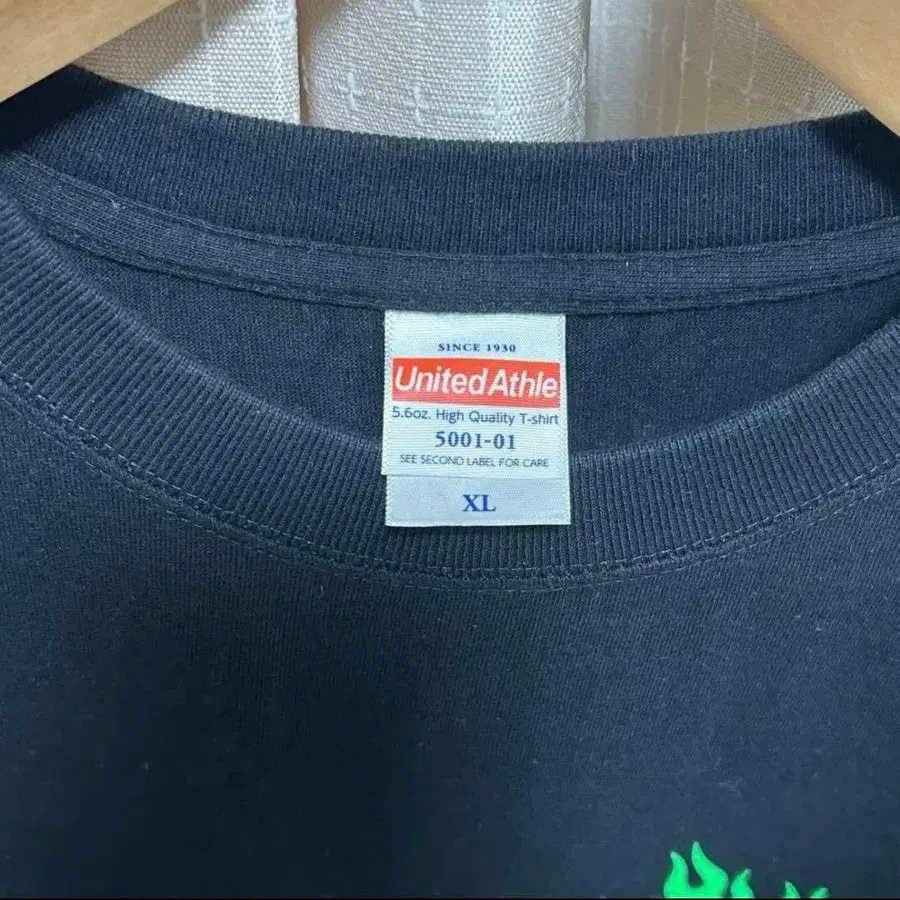 SINCE 1930
United Athle
5.6oz. High Quality T-shirt
5001-01
SEE SECOND LABEL FOR CARE
XL